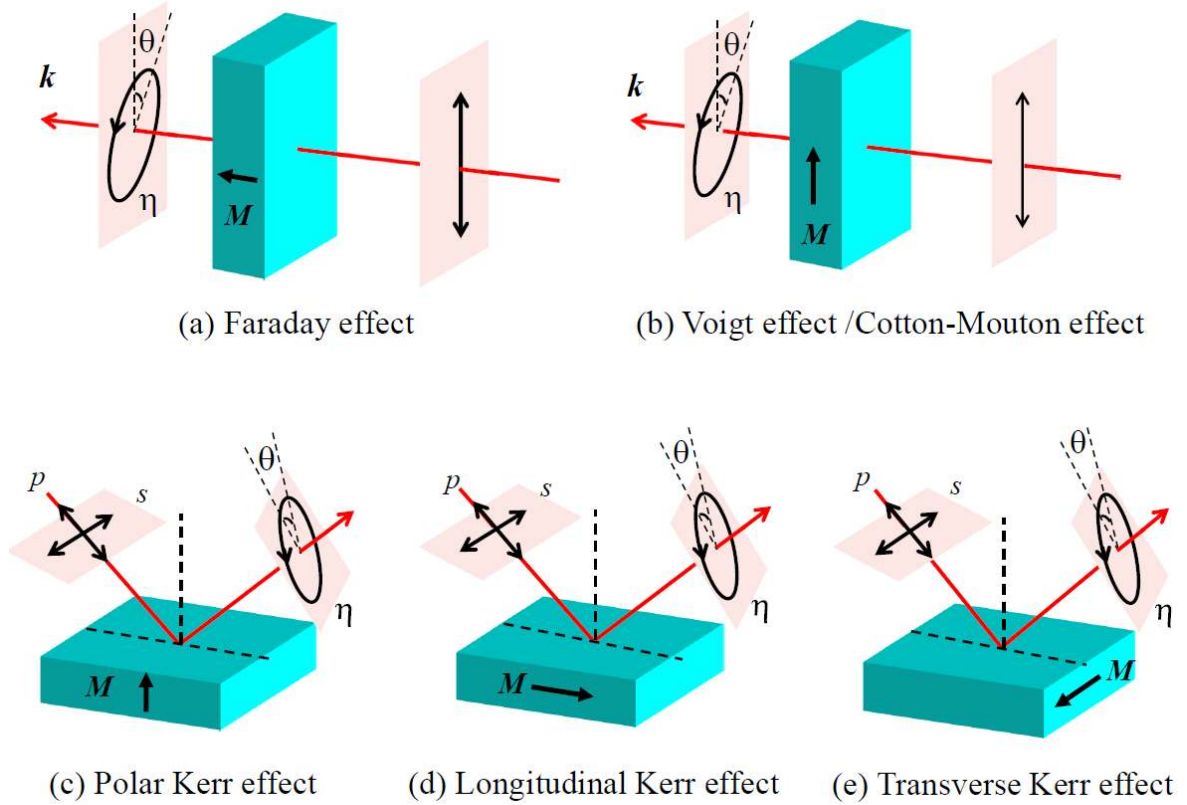 θ
k
η
M
(a) Faraday effect
θ
k
η
M
(b) Voigt effect /Cotton-Mouton effect
p
s
θ
η
M
(c) Polar Kerr effect
p
s
θ
η
M
(d) Longitudinal Kerr effect
p
s
θ
η
M
(e) Transverse Kerr effect